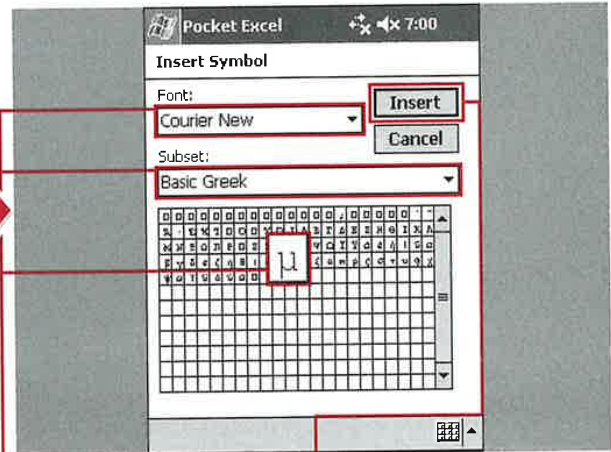 Pocket Excel 7:00
Insert Symbol
Font:
Insert
Courier New
Cancel
Subset:
Basic Greek
μ